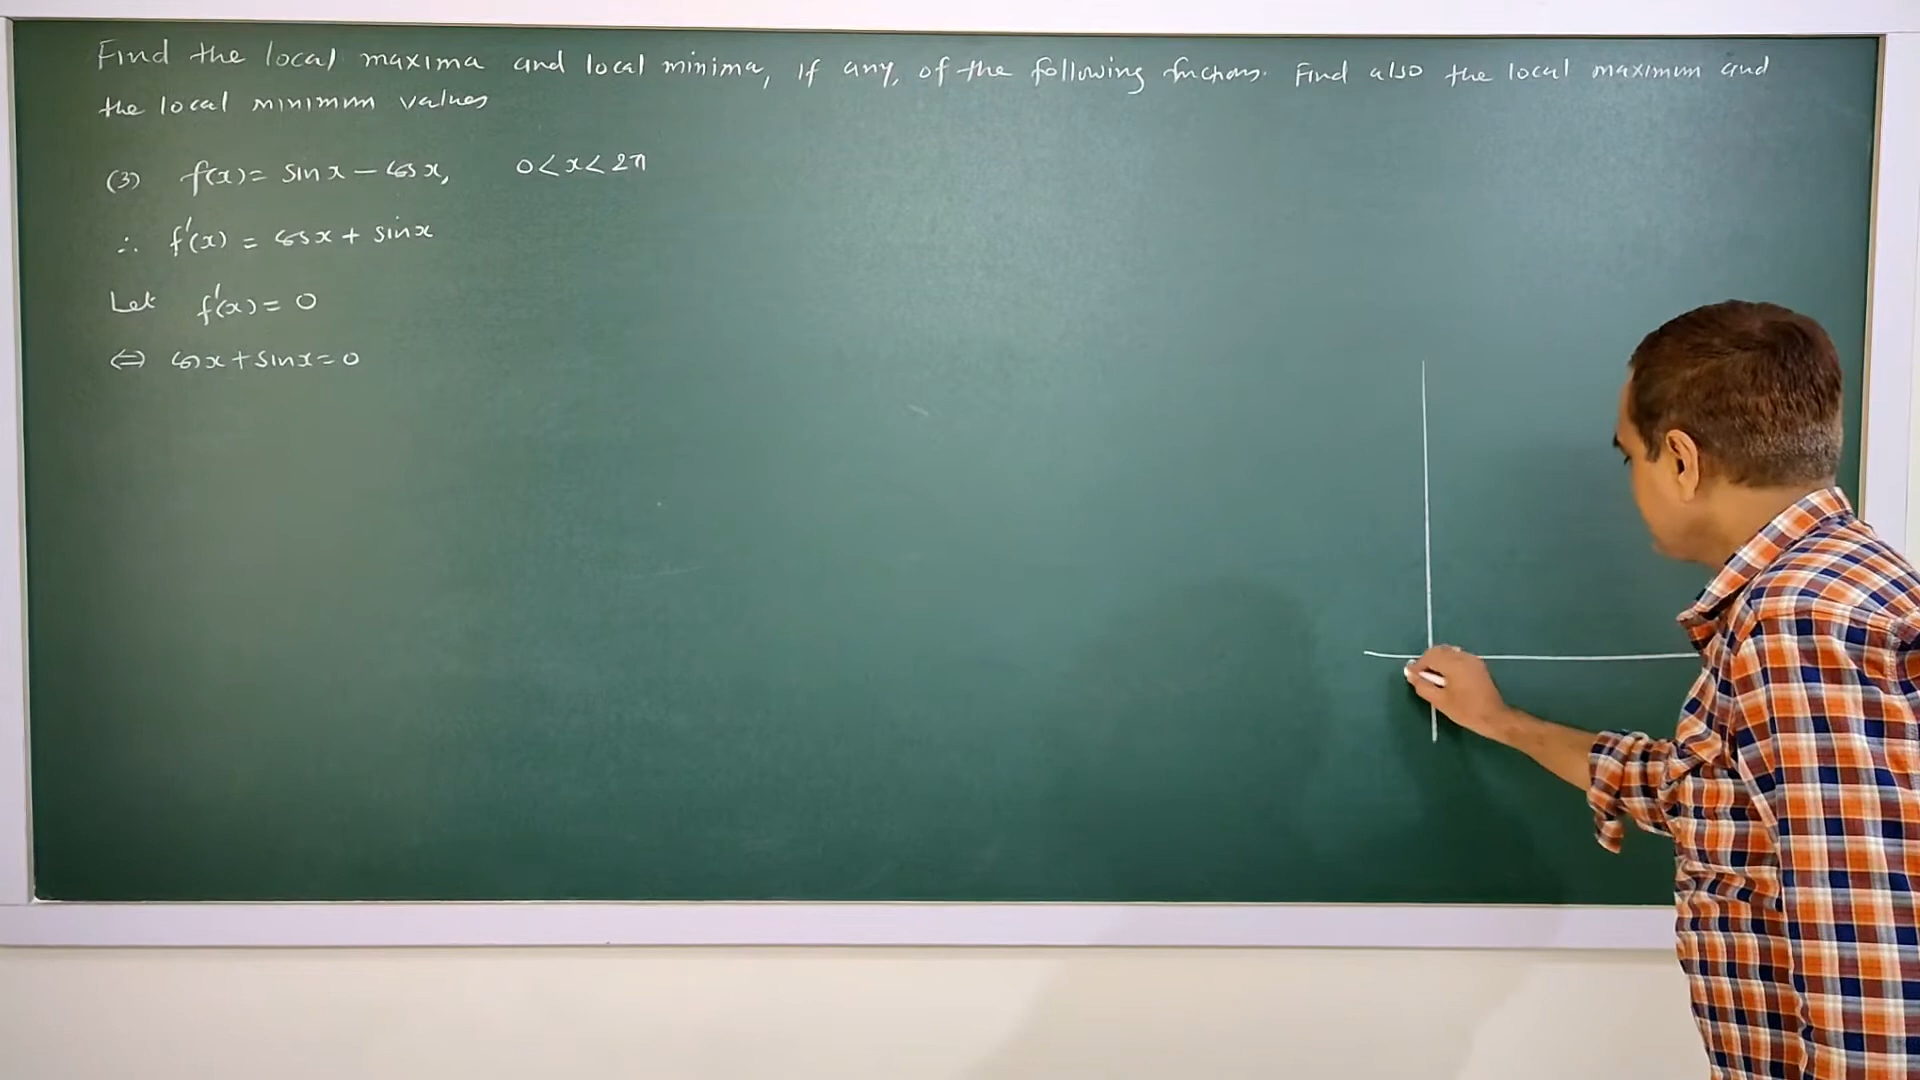 Find the local maxima and local minima, if any, of the following functions. Find also the local maximum and
the local minimum values
(3) f(x) = sin x − cos x, 0 < x < 2π
∴ f'(x) = cos x + sin x
Let f'(x) = 0
⇔ cos x + sin x = 0